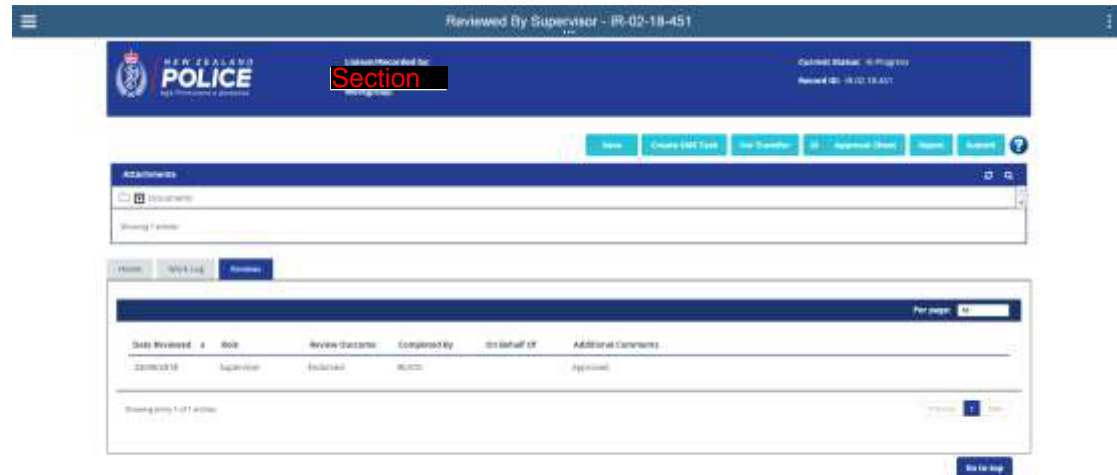 Reviewed By Supervisor - IR-02-18-451
NEW ZEALAND
POLICE
Section
Current Status: In Progress
Record ID: IR-02-18-451
Save Create EMT Task Approval Sheet Submit ?
Attachments
Documents
Showing 1 entries
Home Work Log Reviews
Per page: 10
Date Reviewed Role Review Outcome Completed By On Behalf Of Additional Comments
Supervisor Endorsed Approved
Showing entry 1 of 1 entries
Previous 1 Next
Go to top